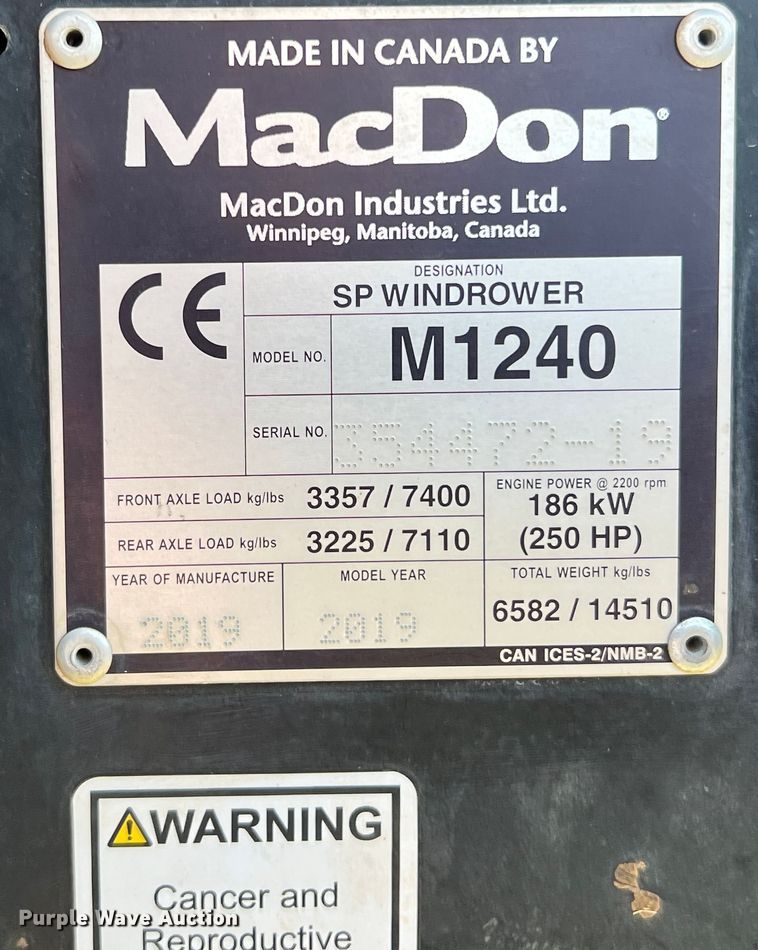 MADE IN CANADA BY
MacDon®
MacDon Industries Ltd.
Winnipeg, Manitoba, Canada
CE
DESIGNATION
SP WINDROWER
MODEL NO. M1240
SERIAL NO. 354472-19
FRONT AXLE LOAD kg/lbs 3357 / 7400
REAR AXLE LOAD kg/lbs 3225 / 7110
ENGINE POWER @ 2200 rpm
186 kW
(250 HP)
YEAR OF MANUFACTURE
2019
MODEL YEAR
2019
TOTAL WEIGHT kg/lbs
6582 / 14510
CAN ICES-2/NMB-2
WARNING
Cancer and
Reproductive
Purple Wave Auction